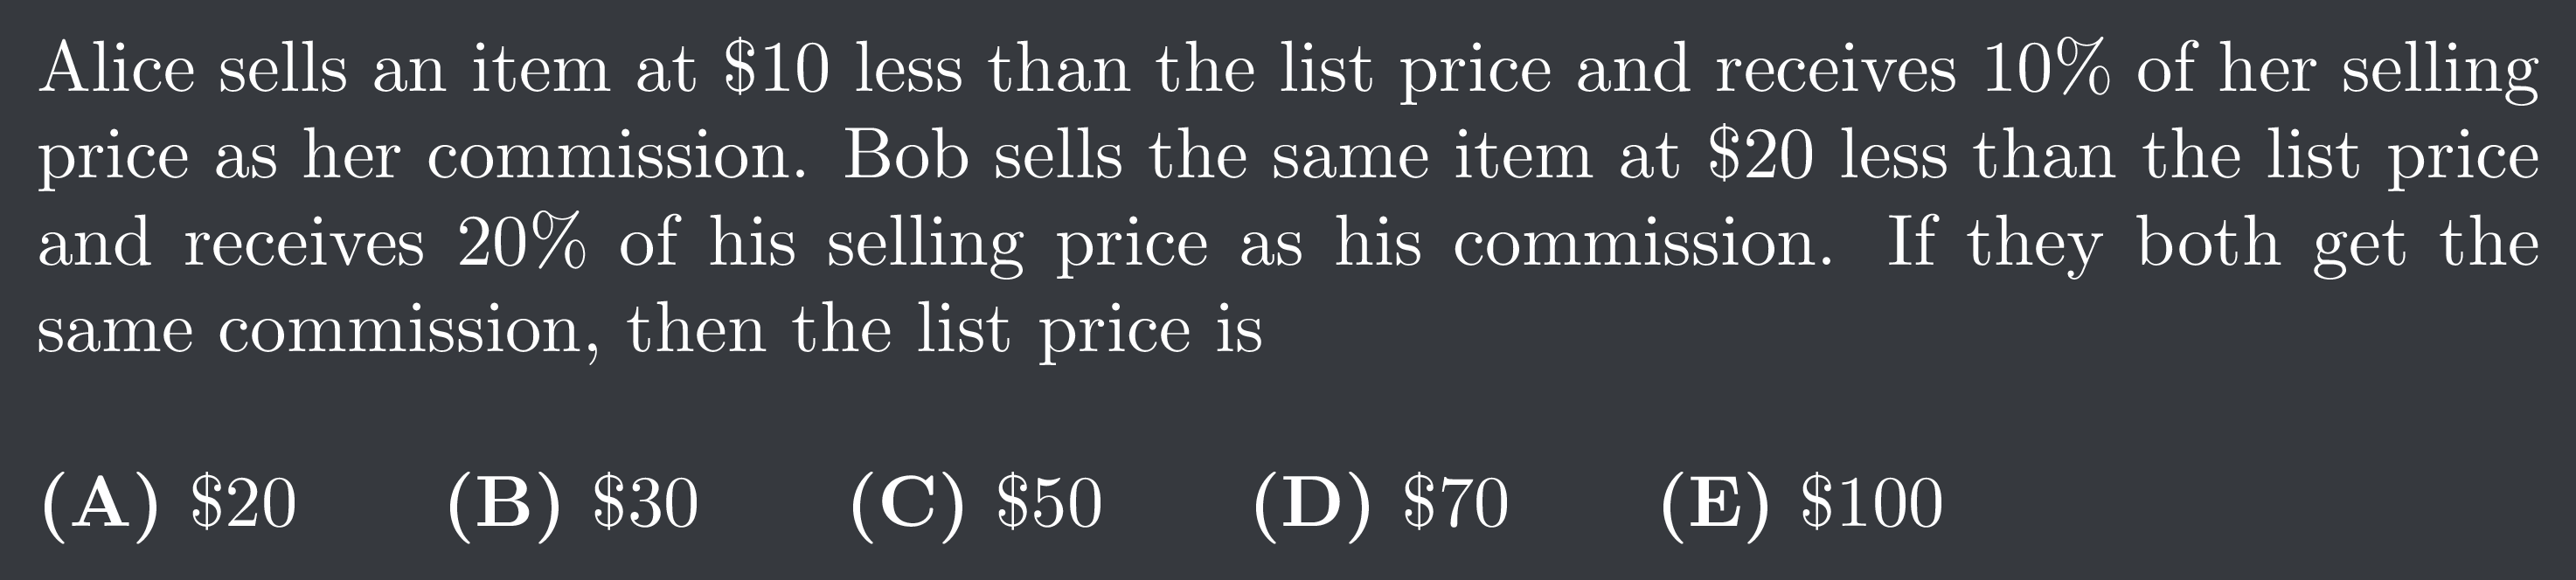 Alice sells an item at $10 less than the list price and receives 10% of her selling
price as her commission. Bob sells the same item at $20 less than the list price
and receives 20% of his selling price as his commission. If they both get the
same commission, then the list price is
(A) $20 (B) $30 (C) $50 (D) $70 (E) $100